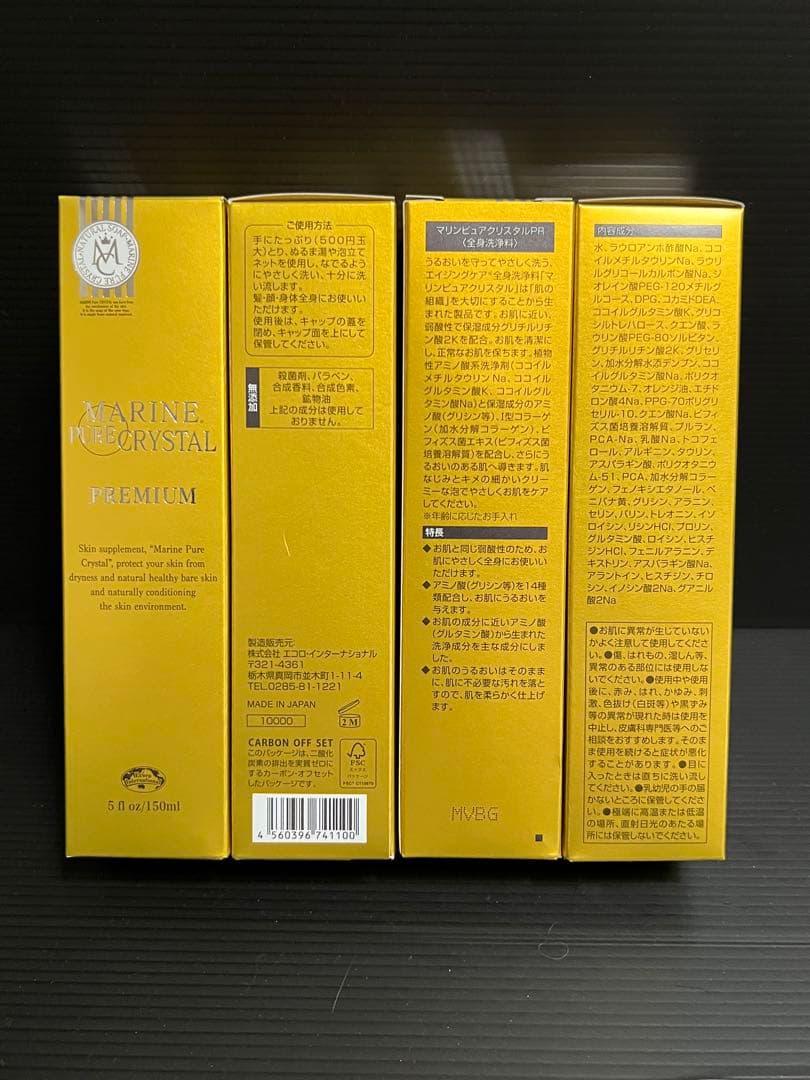 NATURAL SOAP・MARINE PURE CRYSTAL
MC
MARINE
PURE CRYSTAL
PREMIUM
Skin supplement, "Marine Pure
Crystal", protect your skin from
dryness and natural healthy bare skin
and naturally conditioning
the skin environment.
International
5 fl oz/150ml
ご使用方法
手にたっぷり(500円玉
大)とり、ぬるま湯や泡立て
ネットを使用し、なでるよう
にやさしく洗い、十分に洗
い流します。
髪・顔・身体全身にお使いい
ただけます。
使用後は、キャップの蓋を
閉め、キャップ面を上にして
保管してください。
無添加
殺菌剤、パラベン、
合成香料、合成色素、
鉱物油
上記の成分は使用して
おりません。
製造販売元:
株式会社 エコロ・インターナショナル
〒321-4361
栃木県真岡市並木町1-11-4
TEL.0285-81-1221
MADE IN JAPAN
10000
2M
CARBON OFF SET
このパッケージは、二酸化
炭素の排出を実質ゼロに
するカーボン・オフセット
したパッケージです。
FSC
ミックス
パッケージ
4 560396 741100
マリンピュアクリスタルPR
〈全身洗浄料〉
うるおいを守ってやさしく洗う、
エイジングケア※全身洗浄料「マ
リンピュアクリスタル」は「肌の
組織」を大切にすることから生
まれた製品です。お肌に近い、
弱酸性で保湿成分グリチルリチ
ン酸2Kを配合。お肌を清潔に
し、正常なお肌を保ちます。植物
性アミノ酸系洗浄剤(ココイル
メチルタウリンNa、ココイル
グルタミン酸K、ココイルグル
タミン酸Na)と保湿成分のアミ
ノ酸(グリシン等)、I型コラーゲ
ン(加水分解コラーゲン)、ビ
フィズス菌エキス(ビフィズス菌
培養溶解質)を配合し、さらにう
るおいのある肌へ導きます。肌
なじみとキメの細かいクリー
ミーな泡でやさしくお肌をケア
してください。
※年齢に応じたお手入れ
特長
◆お肌と同じ弱酸性のため、お
肌にやさしく全身にお使いい
ただけます。
◆アミノ酸(グリシン等)を14種
類配合し、お肌にうるおいを
与えます。
◆お肌の成分に近いアミノ酸
(グルタミン酸)から生まれた
洗浄成分を主な成分にしま
した。
◆お肌のうるおいはそのまま
に、肌に不必要な汚れを落と
すので、肌を柔らかく仕上げ
ます。
MVBG
内容成分
水、ラウロアンホ酢酸Na、ココ
イルメチルタウリンNa、ラウリ
ルグリコールカルボン酸Na、ジ
オレイン酸PEG-120メチルグ
ルコース、DPG、コカミドDEA、
ココイルグルタミン酸K、グリコ
シルトレハロース、クエン酸、ラ
ウリン酸PEG-80ソルビタン、
グリチルリチン酸2K、グリセリ
ン、加水分解水添デンプン、ココ
イルグルタミン酸Na、ポリクオ
タニウム-7、オレンジ油、エチド
ロン酸4Na、PPG-70ポリグリ
セリル-10、クエン酸Na、ビフィ
ズス菌培養溶解質、プルラン、
PCA-Na、乳酸Na、トコフェ
ロール、アルギニン、タウリン、
アスパラギン酸、ポリクオタニウ
ム-51、PCA、加水分解コラー
ゲン、フェノキシエタノール、ベ
ニバナ黄、グリシン、アラニン、
セリン、バリン、トレオニン、イソ
ロイシン、リシンHCl、プロリン、
グルタミン酸、ロイシン、ヒスチ
ジンHCl、フェニルアラニン、デ
キストリン、アスパラギン酸Na、
アラントイン、ヒスチジン、チロ
シン、イノシン酸2Na、グアニル
酸2Na
●お肌に異常が生じていない
かよく注意して使用してくださ
い。●傷、はれもの、湿しん等、
異常のある部位には使用しな
いでください。●使用中や使用
後に、赤み、はれ、かゆみ、刺
激、色抜け(白斑等)や黒ずみ
等の異常が現れた時は使用を
中止し、皮膚科専門医等へのご
相談をおすすめします。そのまま
使用を続けると症状が悪化
することがあります。●目に
入ったときは直ちに洗い流し
てください。●乳幼児の手の届
かないところに保管してくださ
い。●極端に高温または低温
の場所、直射日光のあたる場
所には保管しないでください。